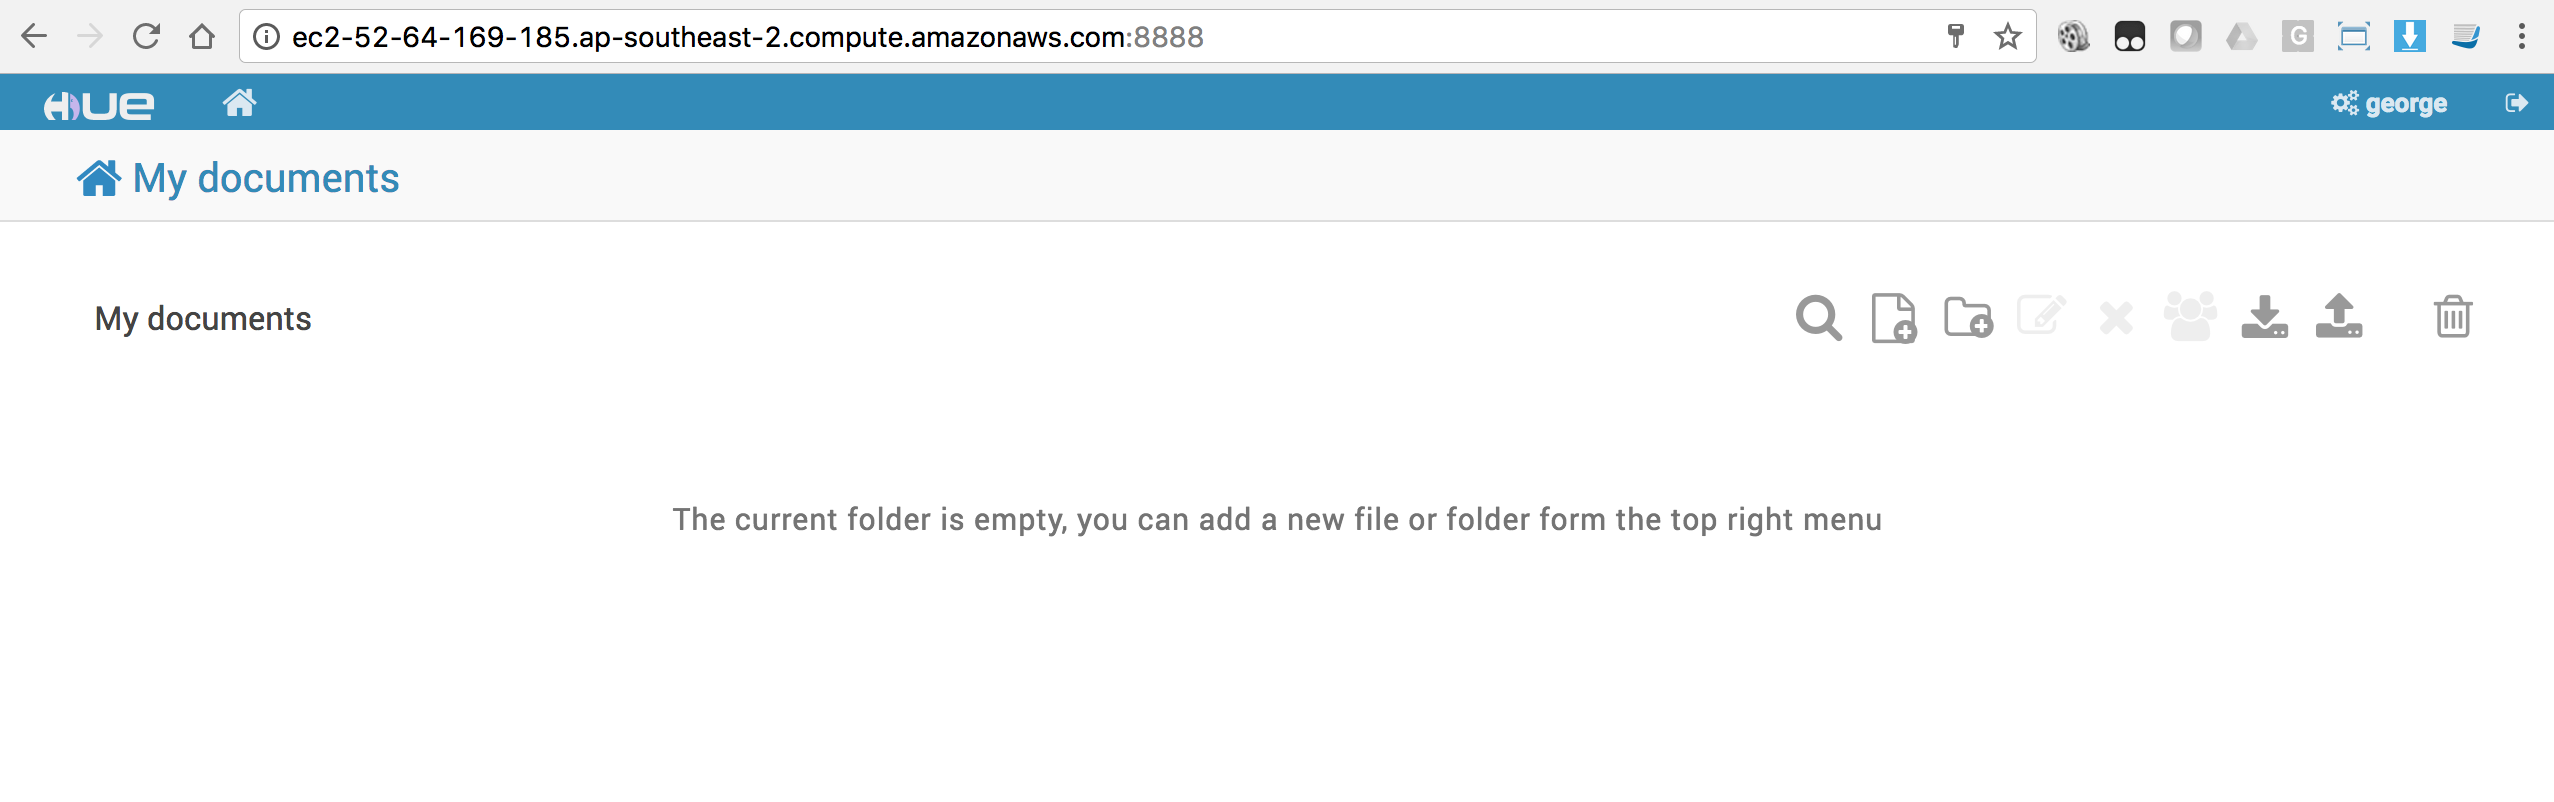 ec2-52-64-169-185.ap-southeast-2.compute.amazonaws.com:8888
G
HUE
george
My documents
My documents
The current folder is empty, you can add a new file or folder form the top right menu